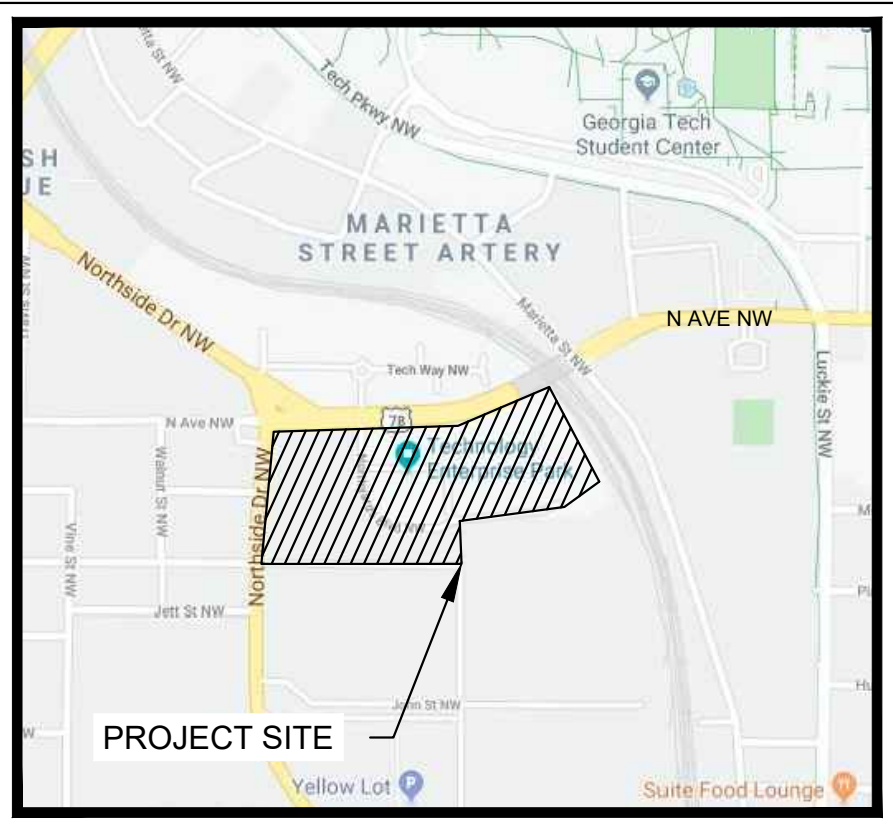 Tech Pkwy NW
Georgia Tech
Student Center
SH
UE
MARIETTA
STREET ARTERY
Northside Dr NW
Marietta St NW
N AVE NW
Tech Way NW
Luckie St NW
78
N Ave NW
Technology
Enterprise Park
Walnut St NW
Northside Dr NW
Vine St NW
Jett St NW
John St NW
PROJECT SITE
Yellow Lot P
Suite Food Lounge